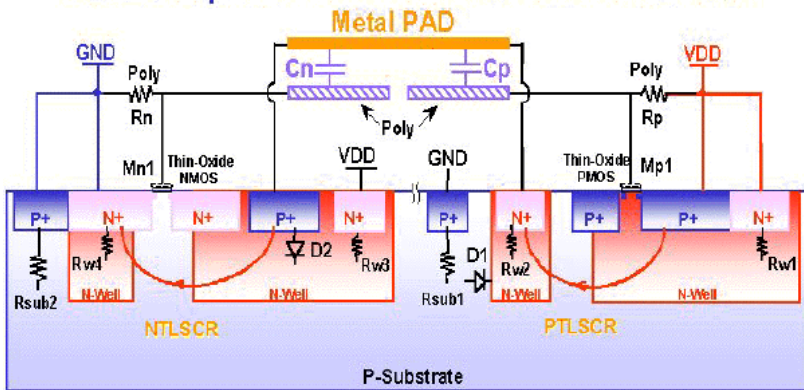 Metal PAD
GND
VDD
Poly
Cn
Cp
Poly
Rn
Poly
Rp
Mn1
Thin-Oxide NMOS
VDD
GND
Thin-Oxide PMOS
Mp1
P+
N+
N+
P+
N+
P+
N+
P+
P+
N+
Rw4
D2
Rw3
D1
Rw2
Rw1
Rsub2
N-Well
N-Well
Rsub1
N-Well
N-Well
NTLSCR
PTLSCR
P-Substrate